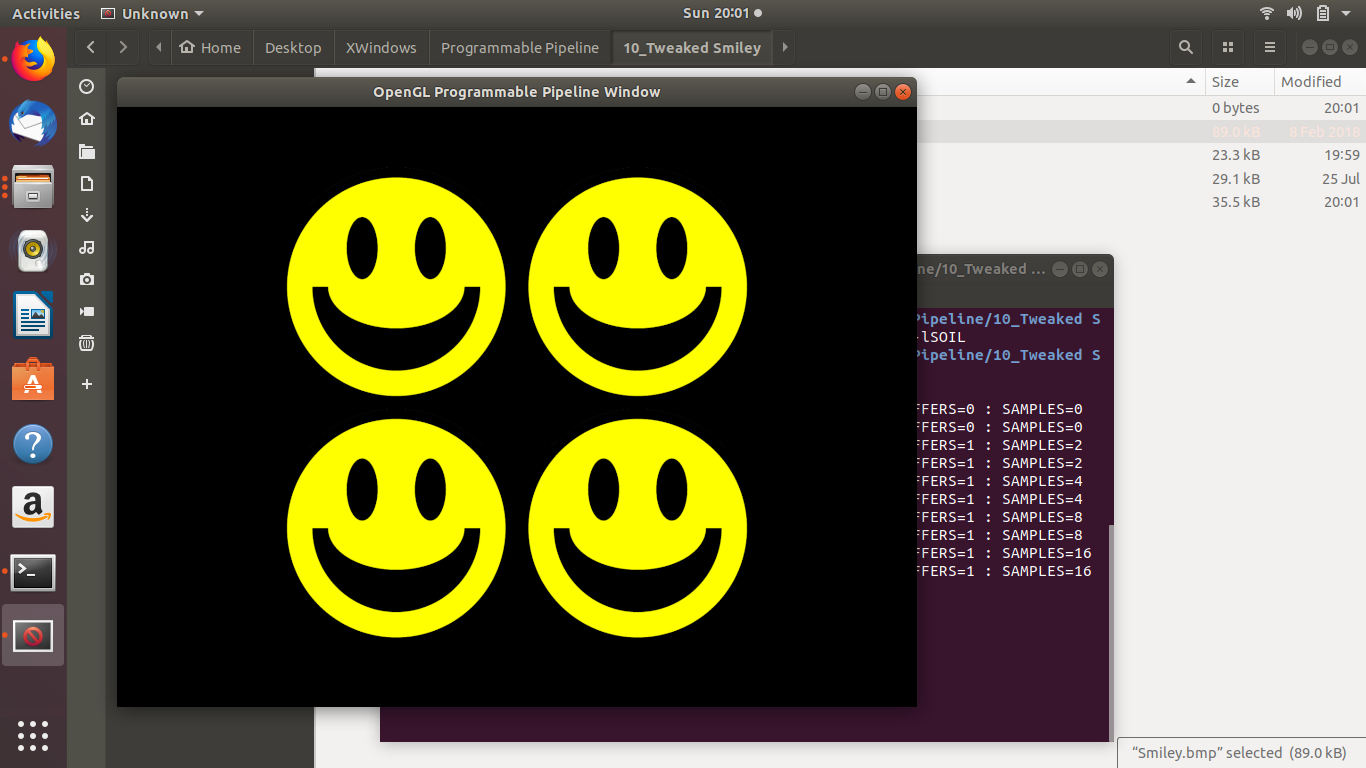 Activities Unknown Sun 20:01
Home Desktop XWindows Programmable Pipeline 10_Tweaked Smiley
Size Modified
OpenGL Programmable Pipeline Window
0 bytes 20:01
89.0 kB 8 Feb 2018
23.3 kB 19:59
29.1 kB 25 Jul
35.5 kB 20:01
ne/10_Tweaked ...
Pipeline/10_Tweaked S
-lSOIL
Pipeline/10_Tweaked S
FFERS=0 : SAMPLES=0
FFERS=0 : SAMPLES=0
FFERS=1 : SAMPLES=2
FFERS=1 : SAMPLES=2
FFERS=1 : SAMPLES=4
FFERS=1 : SAMPLES=4
FFERS=1 : SAMPLES=8
FFERS=1 : SAMPLES=8
FFERS=1 : SAMPLES=16
FFERS=1 : SAMPLES=16
“Smiley.bmp” selected (89.0 kB)